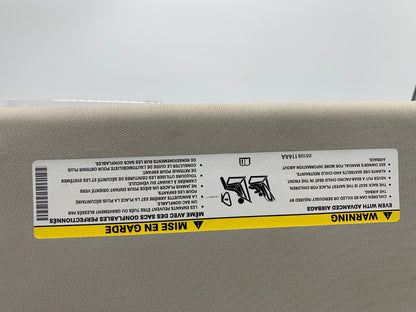 WARNING
EVEN WITH ADVANCED AIRBAGS
• CHILDREN CAN BE KILLED OR SERIOUSLY INJURED BY
THE AIRBAG.
• THE BACK SEAT IS THE SAFEST PLACE FOR CHILDREN.
• NEVER PUT A REAR-FACING CHILD SEAT IN THE FRONT.
• ALWAYS USE SEATBELTS AND CHILD RESTRAINTS.
• SEE OWNER'S MANUAL FOR MORE INFORMATION ABOUT
AIRBAGS.
MISE EN GARDE
MÊME AVEC DES SACS GONFLABLES PERFECTIONNÉS
• LES ENFANTS PEUVENT ÊTRE TUÉS OU BLESSÉS PAR
UN SAC GONFLABLE.
• LA BANQUETTE ARRIÈRE EST LA PLACE LA PLUS SÉCURITAIRE
POUR LES ENFANTS.
• NE PLACEZ JAMAIS UN SIÈGE POUR ENFANT ORIENTÉ VERS
L'ARRIÈRE À L'AVANT DU VÉHICULE.
• TOUJOURS UTILISER LES CEINTURES DE SÉCURITÉ ET LES SYSTÈMES
DE RETENUE POUR ENFANTS.
• CONSULTER LE GUIDE DE L'AUTOMOBILISTE POUR OBTENIR PLUS
DE RENSEIGNEMENTS SUR LES SACS GONFLABLES.